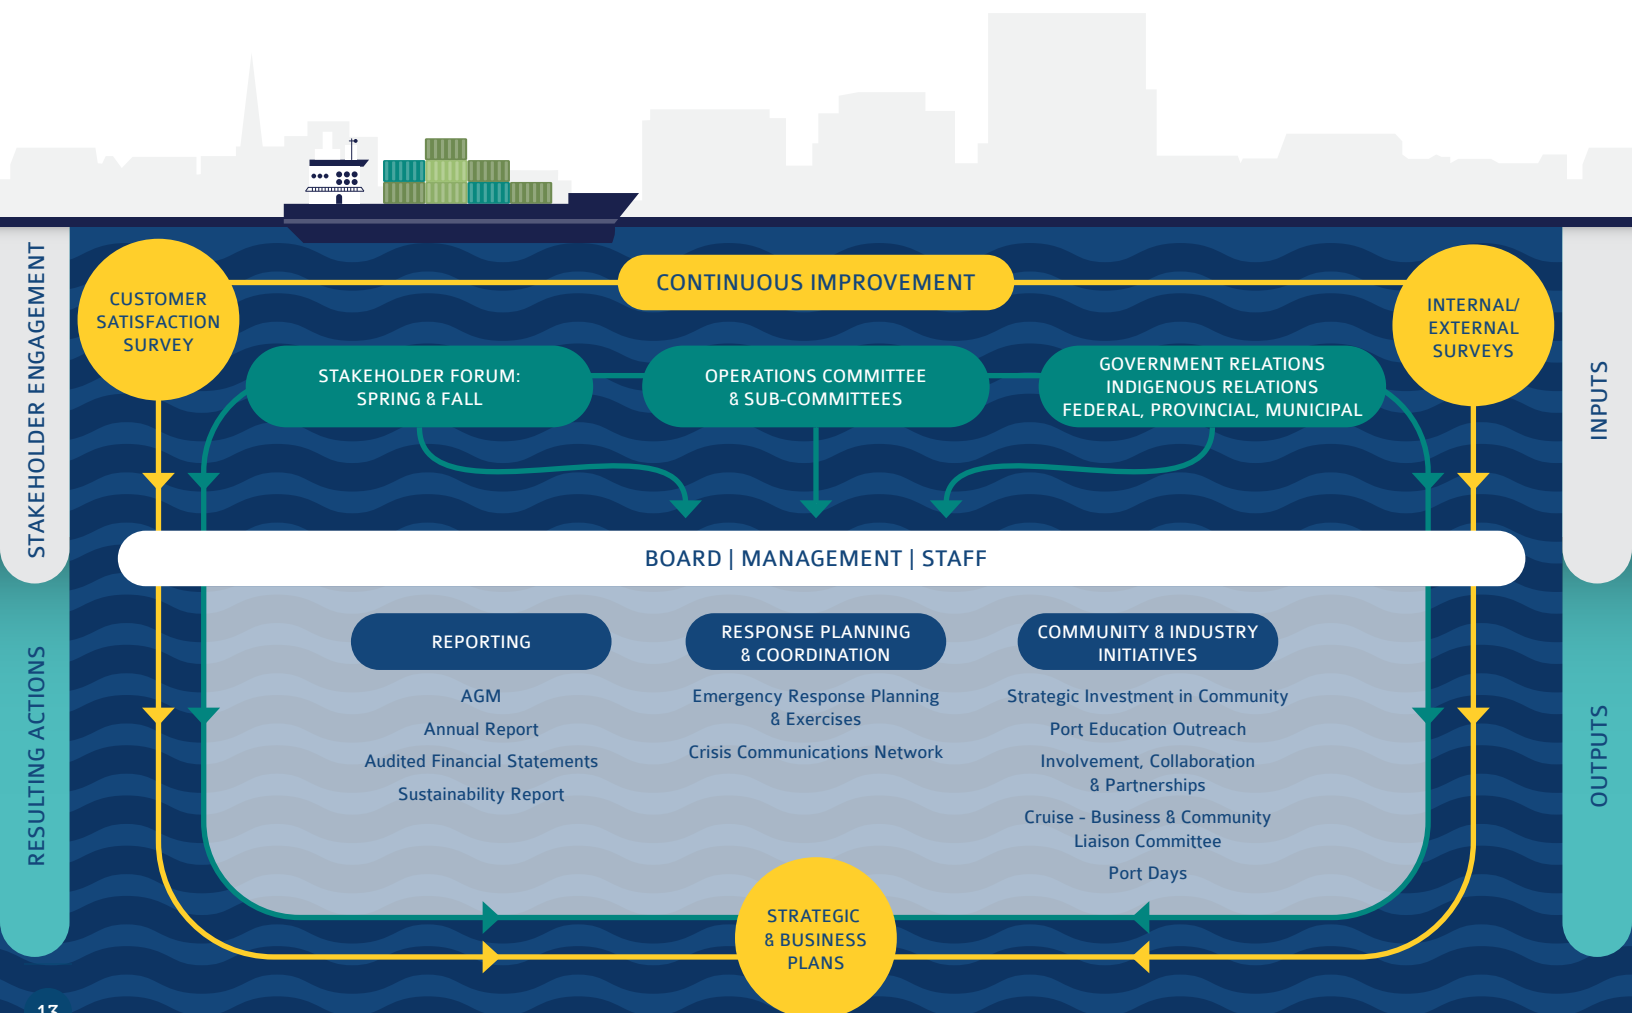 CONTINUOUS IMPROVEMENT
CUSTOMER
SATISFACTION
SURVEY
INTERNAL/
EXTERNAL
SURVEYS
STAKEHOLDER ENGAGEMENT
INPUTS
STAKEHOLDER FORUM:
SPRING & FALL
OPERATIONS COMMITTEE
& SUB-COMMITTEES
GOVERNMENT RELATIONS
INDIGENOUS RELATIONS
FEDERAL, PROVINCIAL, MUNICIPAL
BOARD | MANAGEMENT | STAFF
RESULTING ACTIONS
OUTPUTS
REPORTING
AGM
Annual Report
Audited Financial Statements
Sustainability Report
RESPONSE PLANNING
& COORDINATION
Emergency Response Planning
& Exercises
Crisis Communications Network
COMMUNITY & INDUSTRY
INITIATIVES
Strategic Investment in Community
Port Education Outreach
Involvement, Collaboration
& Partnerships
Cruise - Business & Community
Liaison Committee
Port Days
STRATEGIC
& BUSINESS
PLANS
13